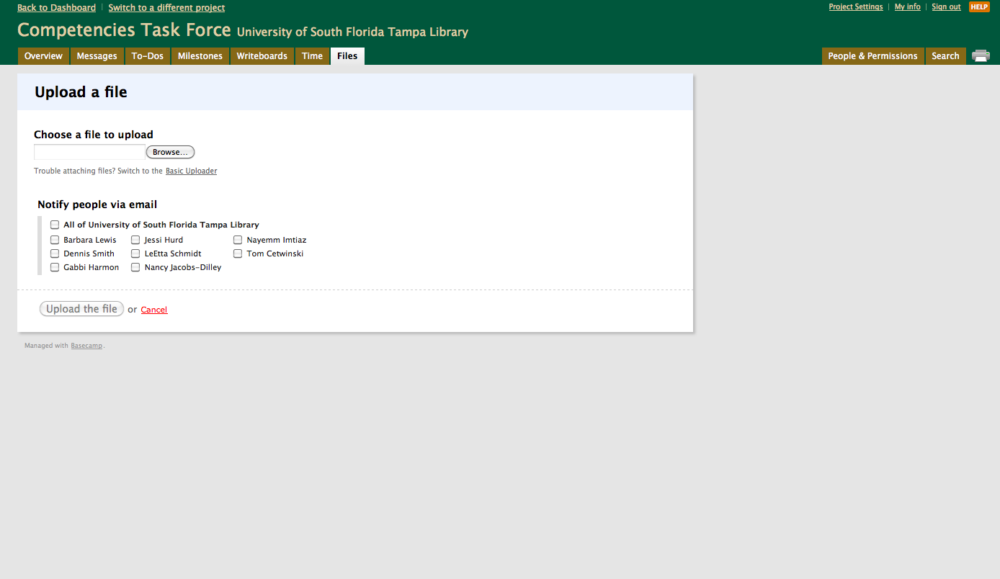 Back to Dashboard | Switch to a different project
Project Settings | My info | Sign out HELP
Competencies Task Force University of South Florida Tampa Library
Overview Messages To-Dos Milestones Writeboards Time Files People & Permissions Search
Upload a file
Choose a file to upload
Browse...
Trouble attaching files? Switch to the Basic Uploader
Notify people via email
All of University of South Florida Tampa Library
Barbara Lewis Jessi Hurd Nayemm Imtiaz
Dennis Smith LeEtta Schmidt Tom Cetwinski
Gabbi Harmon Nancy Jacobs-Dilley
Upload the file or Cancel
Managed with Basecamp.